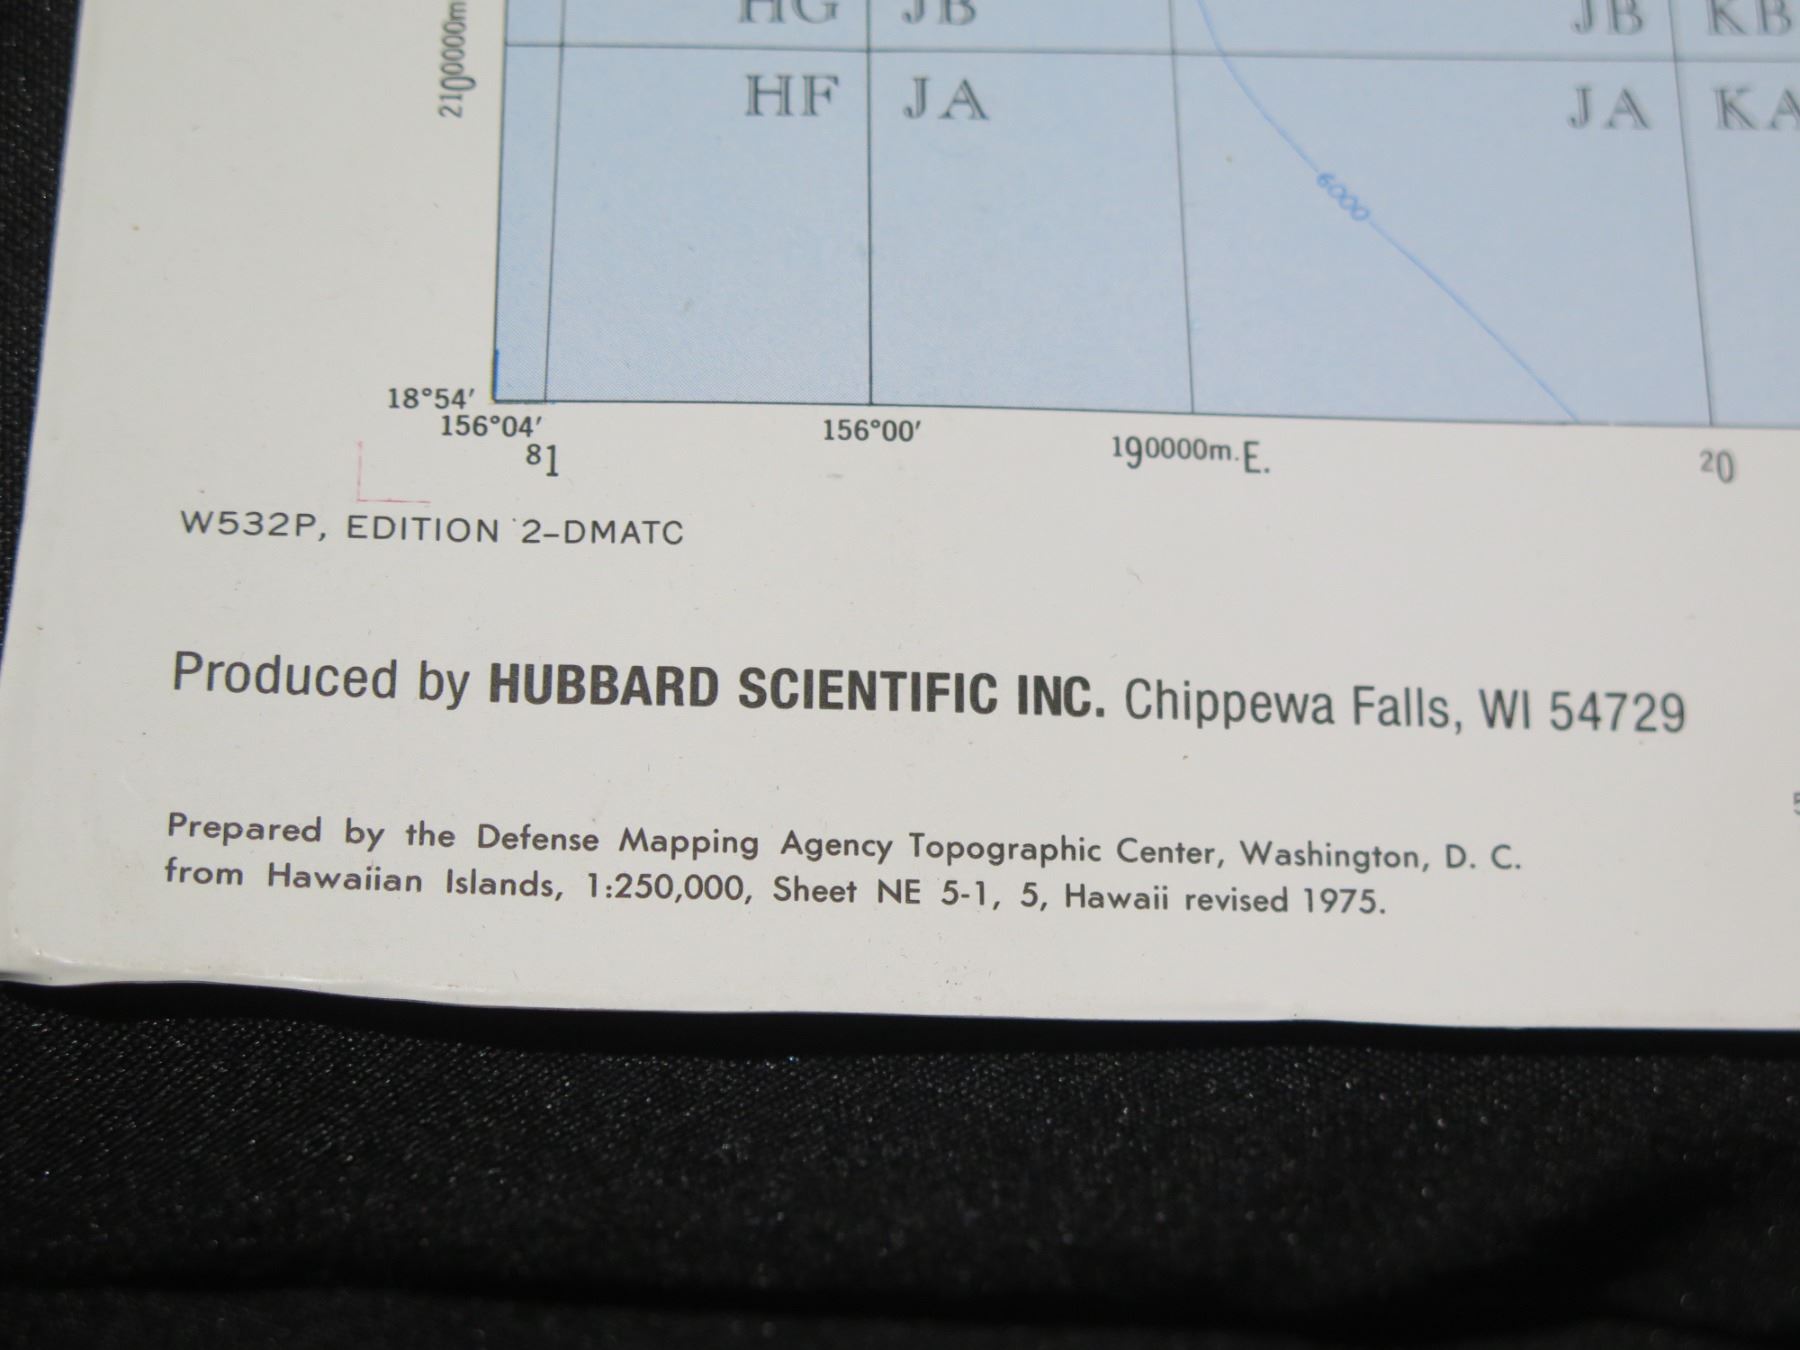 HG JB JB KB
210000m
HF JA JA KA
6000
18°54′
156°04′ 156°00′ 190000m.E. 20
81
W532P, EDITION 2-DMATC
Produced by HUBBARD SCIENTIFIC INC. Chippewa Falls, WI 54729
Prepared by the Defense Mapping Agency Topographic Center, Washington, D. C.
from Hawaiian Islands, 1:250,000, Sheet NE 5-1, 5, Hawaii revised 1975.